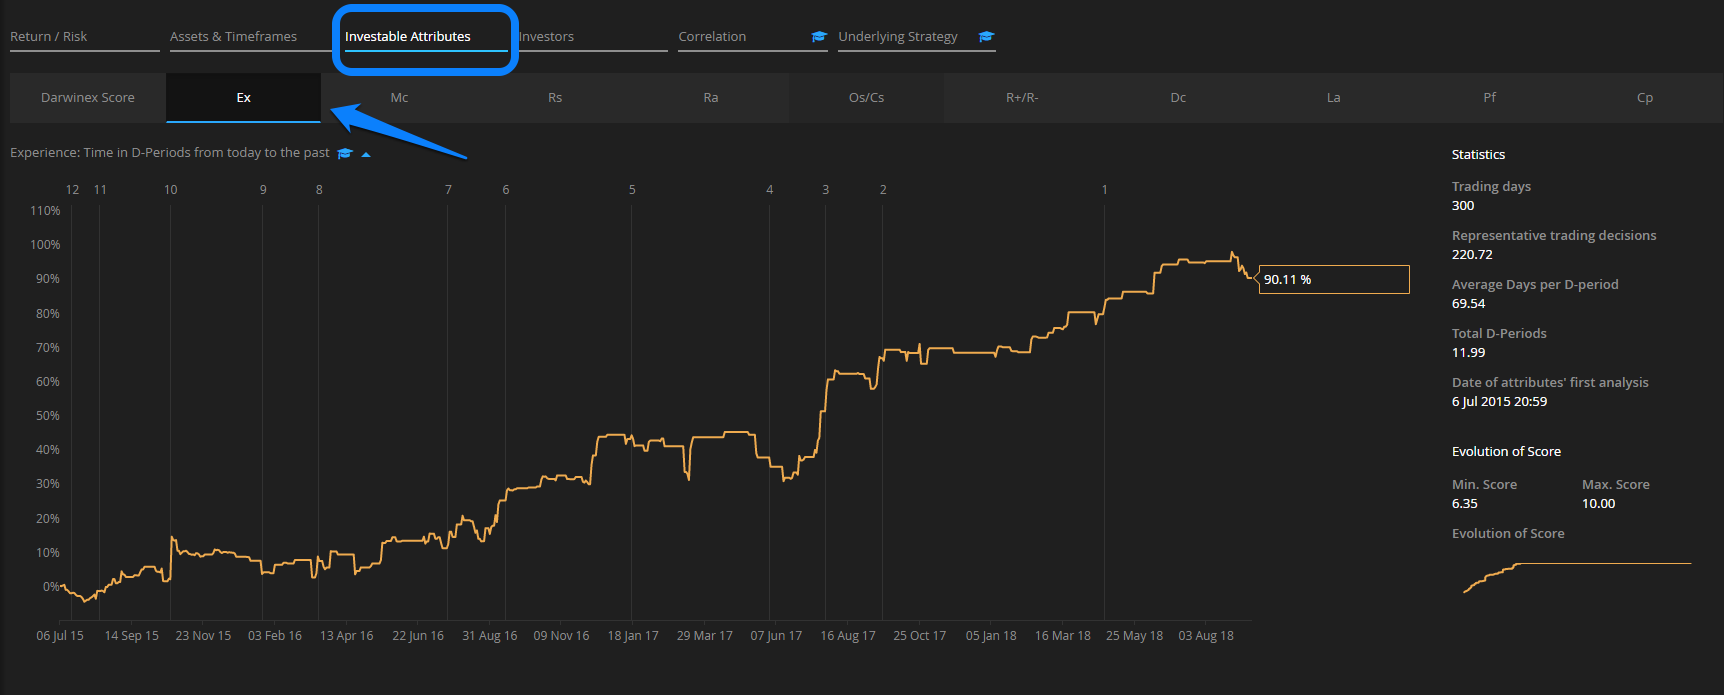 Return / Risk Assets & Timeframes Investable Attributes Investors Correlation Underlying Strategy
Darwinex Score Ex Mc Rs Ra Os/Cs R+/R- Dc La Pf Cp
Experience: Time in D-Periods from today to the past
12 11 10 9 8 7 6 5 4 3 2 1
110%
100%
90%
80%
70%
60%
50%
40%
30%
20%
10%
0%
90.11 %
06 Jul 15 14 Sep 15 23 Nov 15 03 Feb 16 13 Apr 16 22 Jun 16 31 Aug 16 09 Nov 16 18 Jan 17 29 Mar 17 07 Jun 17 16 Aug 17 25 Oct 17 05 Jan 18 16 Mar 18 25 May 18 03 Aug 18
Statistics
Trading days
300
Representative trading decisions
220.72
Average Days per D-period
69.54
Total D-Periods
11.99
Date of attributes' first analysis
6 Jul 2015 20:59
Evolution of Score
Min. Score Max. Score
6.35 10.00
Evolution of Score